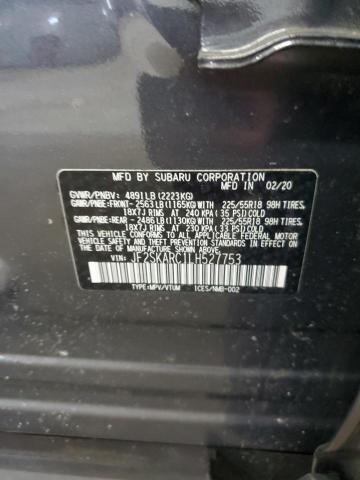 MFD BY SUBARU CORPORATION
MFD IN 02/20
GVWR/PNBV: 4891LB(2223KG)
GAWR/PNBE:FRONT- 2563LB(1165KG)WITH 225/55R18 98H TIRES,
18X7J RIMS AT 240 KPA( 35 PSI)COLD
GAWR/PNBE:REAR - 2486LB(1130KG)WITH 225/55R18 98H TIRES,
18X7J RIMS AT 230 KPA( 33 PSI)COLD
THIS VEHICLE CONFORMS TO ALL APPLICABLE FEDERAL MOTOR
VEHICLE SAFETY, BUMPER, AND THEFT PREVENTION STANDARDS
IN EFFECT ON THE DATE OF MANUFACTURE SHOWN ABOVE.
VIN: JF2SKARC1LH527753
TYPE:MPV/VTUM ICES/NMB-002